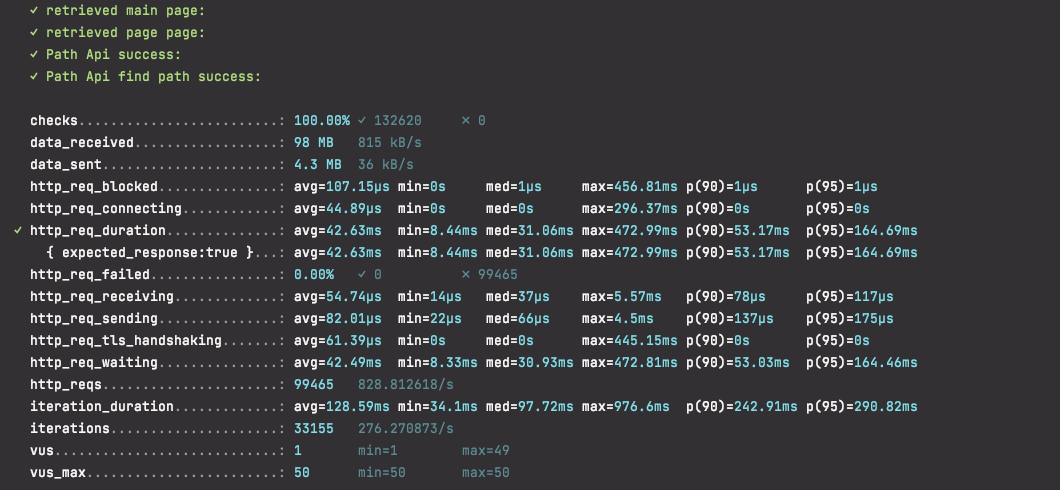 ✓ retrieved main page:
✓ retrieved page page:
✓ Path Api success:
✓ Path Api find path success:
checks.........................: 100.00% ✓ 132620 ✗ 0
data_received..................: 98 MB 815 kB/s
data_sent......................: 4.3 MB 36 kB/s
http_req_blocked...............: avg=107.15µs min=0s med=1µs max=456.81ms p(90)=1µs p(95)=1µs
http_req_connecting............: avg=44.89µs min=0s med=0s max=296.37ms p(90)=0s p(95)=0s
✓ http_req_duration..............: avg=42.63ms min=8.44ms med=31.06ms max=472.99ms p(90)=53.17ms p(95)=164.69ms
{ expected_response:true }...: avg=42.63ms min=8.44ms med=31.06ms max=472.99ms p(90)=53.17ms p(95)=164.69ms
http_req_failed................: 0.00% ✓ 0 ✗ 99465
http_req_receiving.............: avg=54.74µs min=14µs med=37µs max=5.57ms p(90)=78µs p(95)=117µs
http_req_sending...............: avg=82.01µs min=22µs med=66µs max=4.5ms p(90)=137µs p(95)=175µs
http_req_tls_handshaking.......: avg=61.39µs min=0s med=0s max=445.15ms p(90)=0s p(95)=0s
http_req_waiting...............: avg=42.49ms min=8.33ms med=30.93ms max=472.81ms p(90)=53.03ms p(95)=164.46ms
http_reqs......................: 99465 828.812618/s
iteration_duration.............: avg=128.59ms min=34.1ms med=97.72ms max=976.6ms p(90)=242.91ms p(95)=290.82ms
iterations.....................: 33155 276.270873/s
vus............................: 1 min=1 max=49
vus_max........................: 50 min=50 max=50